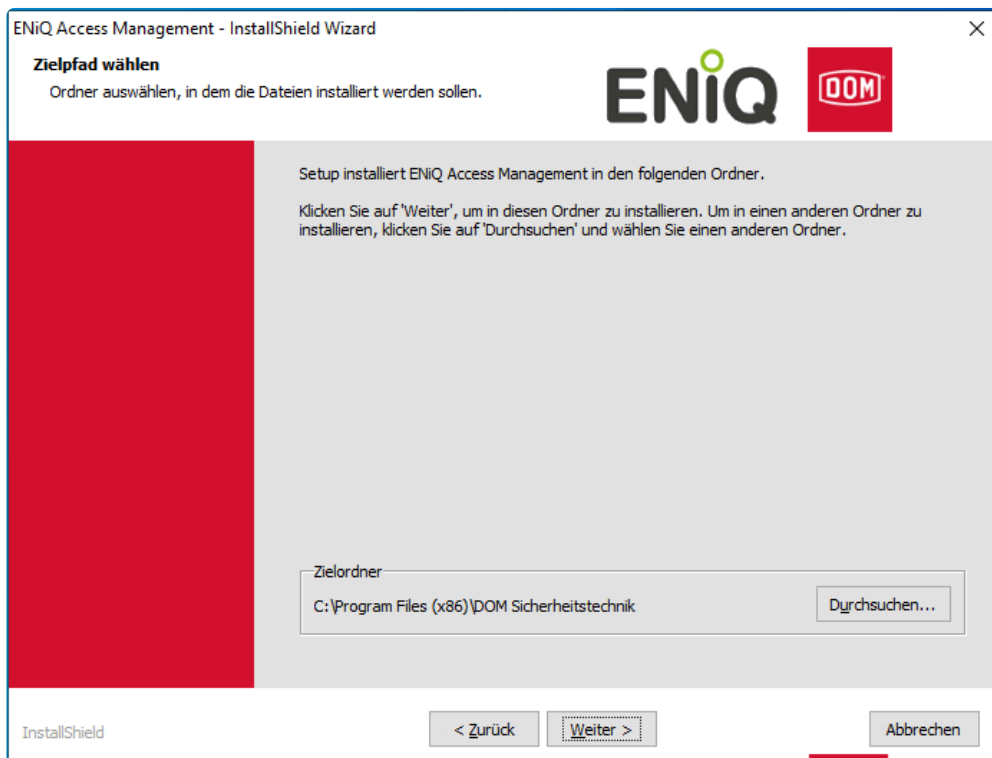 ENiQ Access Management - InstallShield Wizard
Zielpfad wählen
Ordner auswählen, in dem die Dateien installiert werden sollen.
ENiQ
DOM
Setup installiert ENiQ Access Management in den folgenden Ordner.
Klicken Sie auf 'Weiter', um in diesen Ordner zu installieren. Um in einen anderen Ordner zu
installieren, klicken Sie auf 'Durchsuchen' und wählen Sie einen anderen Ordner.
Zielordner
C:\Program Files (x86)\DOM Sicherheitstechnik
Durchsuchen...
InstallShield
< Zurück
Weiter >
Abbrechen